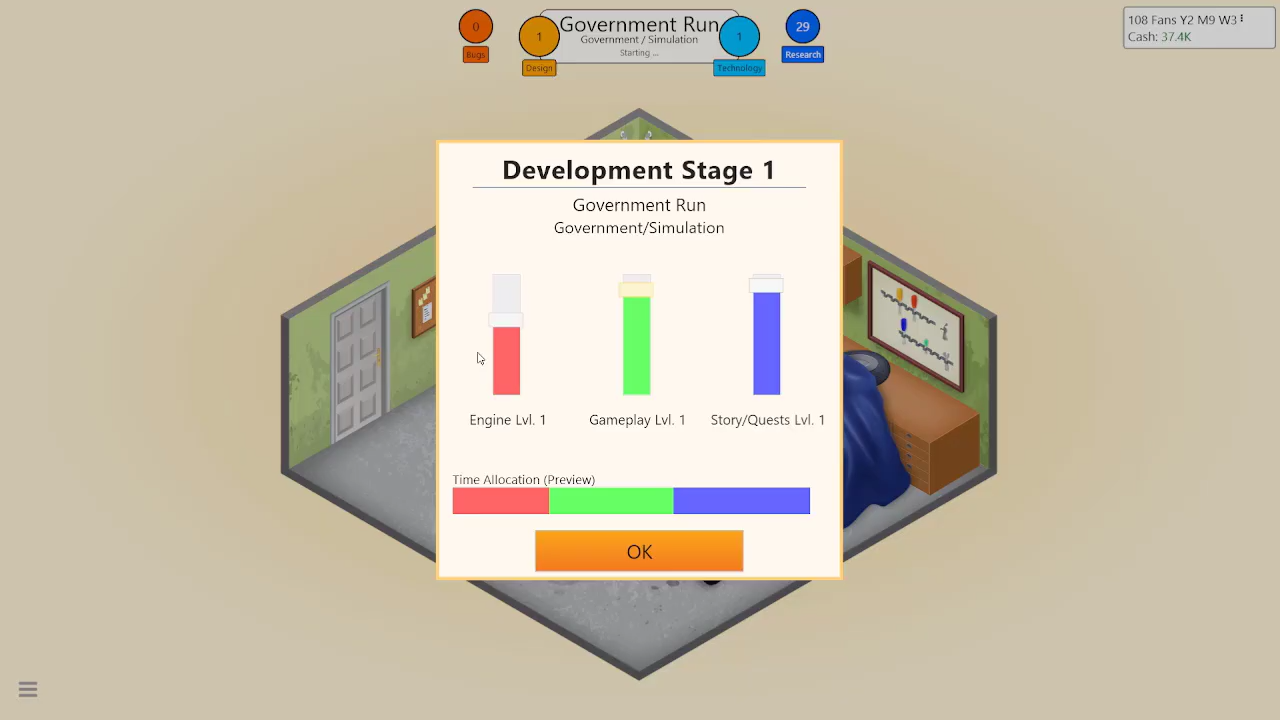 0
Bugs
1
Design
Government Run
Government / Simulation
Starting ...
1
Technology
29
Research
108 Fans Y2 M9 W3
Cash: 37.4K
Development Stage 1
Government Run
Government/Simulation
Engine Lvl. 1
Gameplay Lvl. 1
Story/Quests Lvl. 1
Time Allocation (Preview)
OK